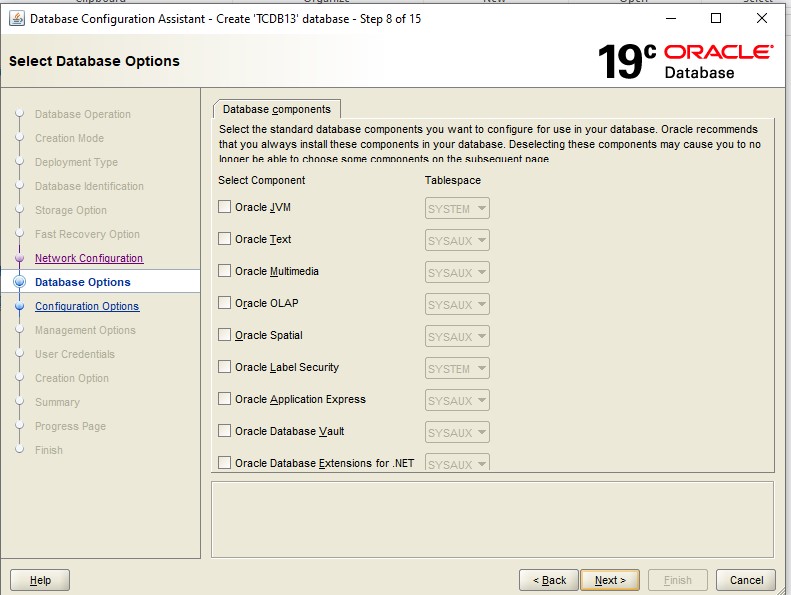 Clipboard
Organize
New
Open
Select
Database Configuration Assistant - Create 'TCDB13' database - Step 8 of 15
Select Database Options
19c ORACLE
Database
Database Operation
Creation Mode
Deployment Type
Database Identification
Storage Option
Fast Recovery Option
Network Configuration
Database Options
Configuration Options
Management Options
User Credentials
Creation Option
Summary
Progress Page
Finish
Database components
Select the standard database components you want to configure for use in your database. Oracle recommends
that you always install these components in your database. Deselecting these components may cause you to no
longer be able to choose some components on the subsequent page
Select Component Tablespace
Oracle JVM SYSTEM
Oracle Text SYSAUX
Oracle Multimedia SYSAUX
Oracle OLAP SYSAUX
Oracle Spatial SYSAUX
Oracle Label Security SYSTEM
Oracle Application Express SYSAUX
Oracle Database Vault SYSAUX
Oracle Database Extensions for .NET SYSAUX
Help
< Back
Next >
Finish
Cancel